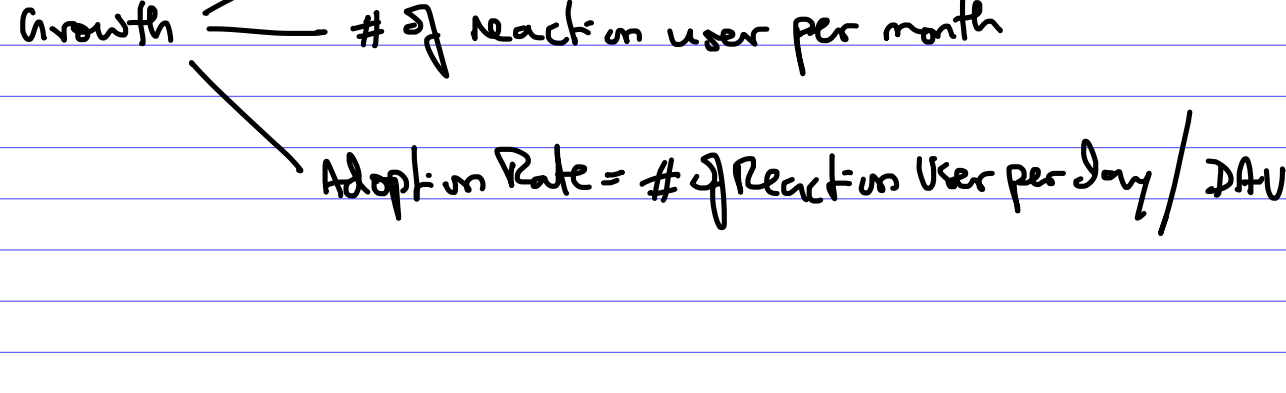 Growth # of reaction user per month
Adoption Rate = # of Reaction User per day / DAU